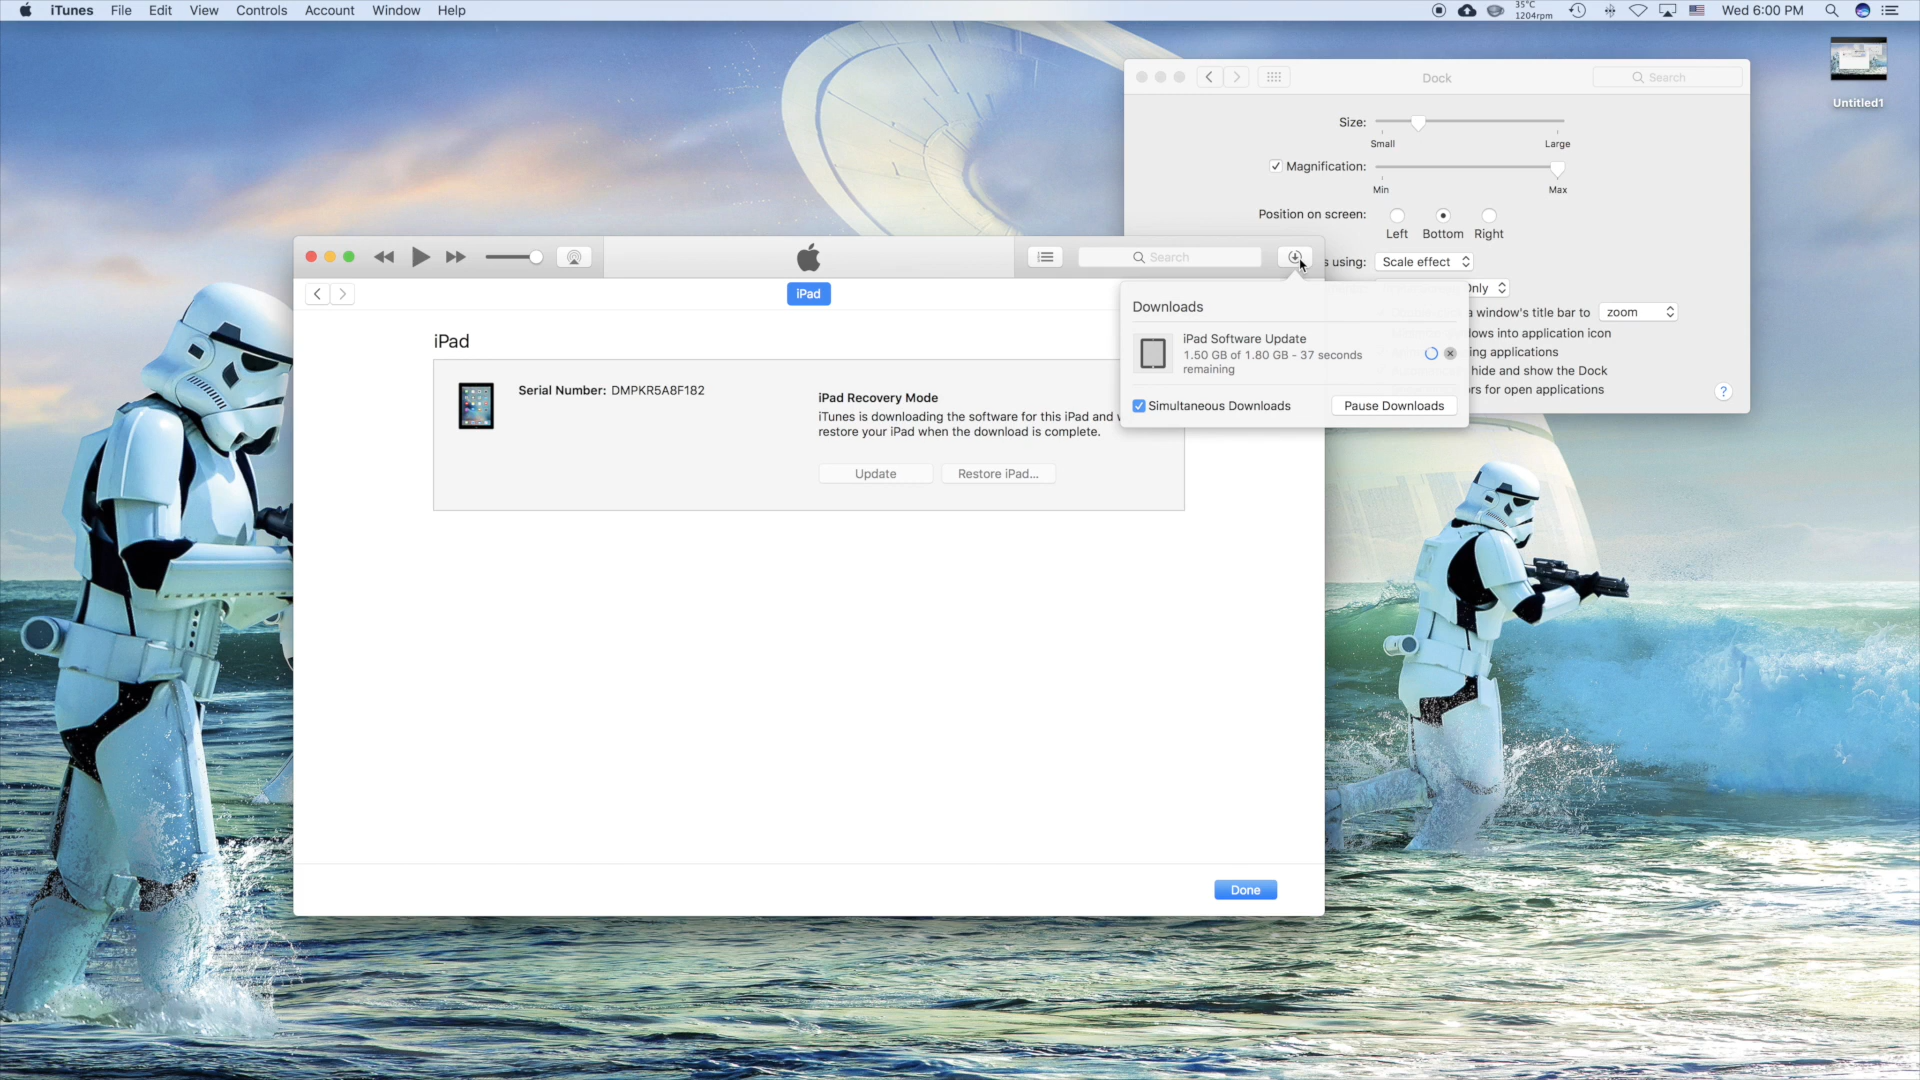 iTunes File Edit View Controls Account Window Help
35°C
1204rpm
Wed 6:00 PM
Untitled1
Dock
Search
Size:
Small Large
Magnification:
Min Max
Position on screen:
Left Bottom Right
s using: Scale effect
Only
a window's title bar to zoom
ows into application icon
ing applications
hide and show the Dock
rs for open applications
?
Search
iPad
Downloads
iPad Software Update
1.50 GB of 1.80 GB - 37 seconds
remaining
Simultaneous Downloads Pause Downloads
iPad
Serial Number: DMPKR5A8F182
iPad Recovery Mode
iTunes is downloading the software for this iPad and
restore your iPad when the download is complete.
Update Restore iPad...
Done